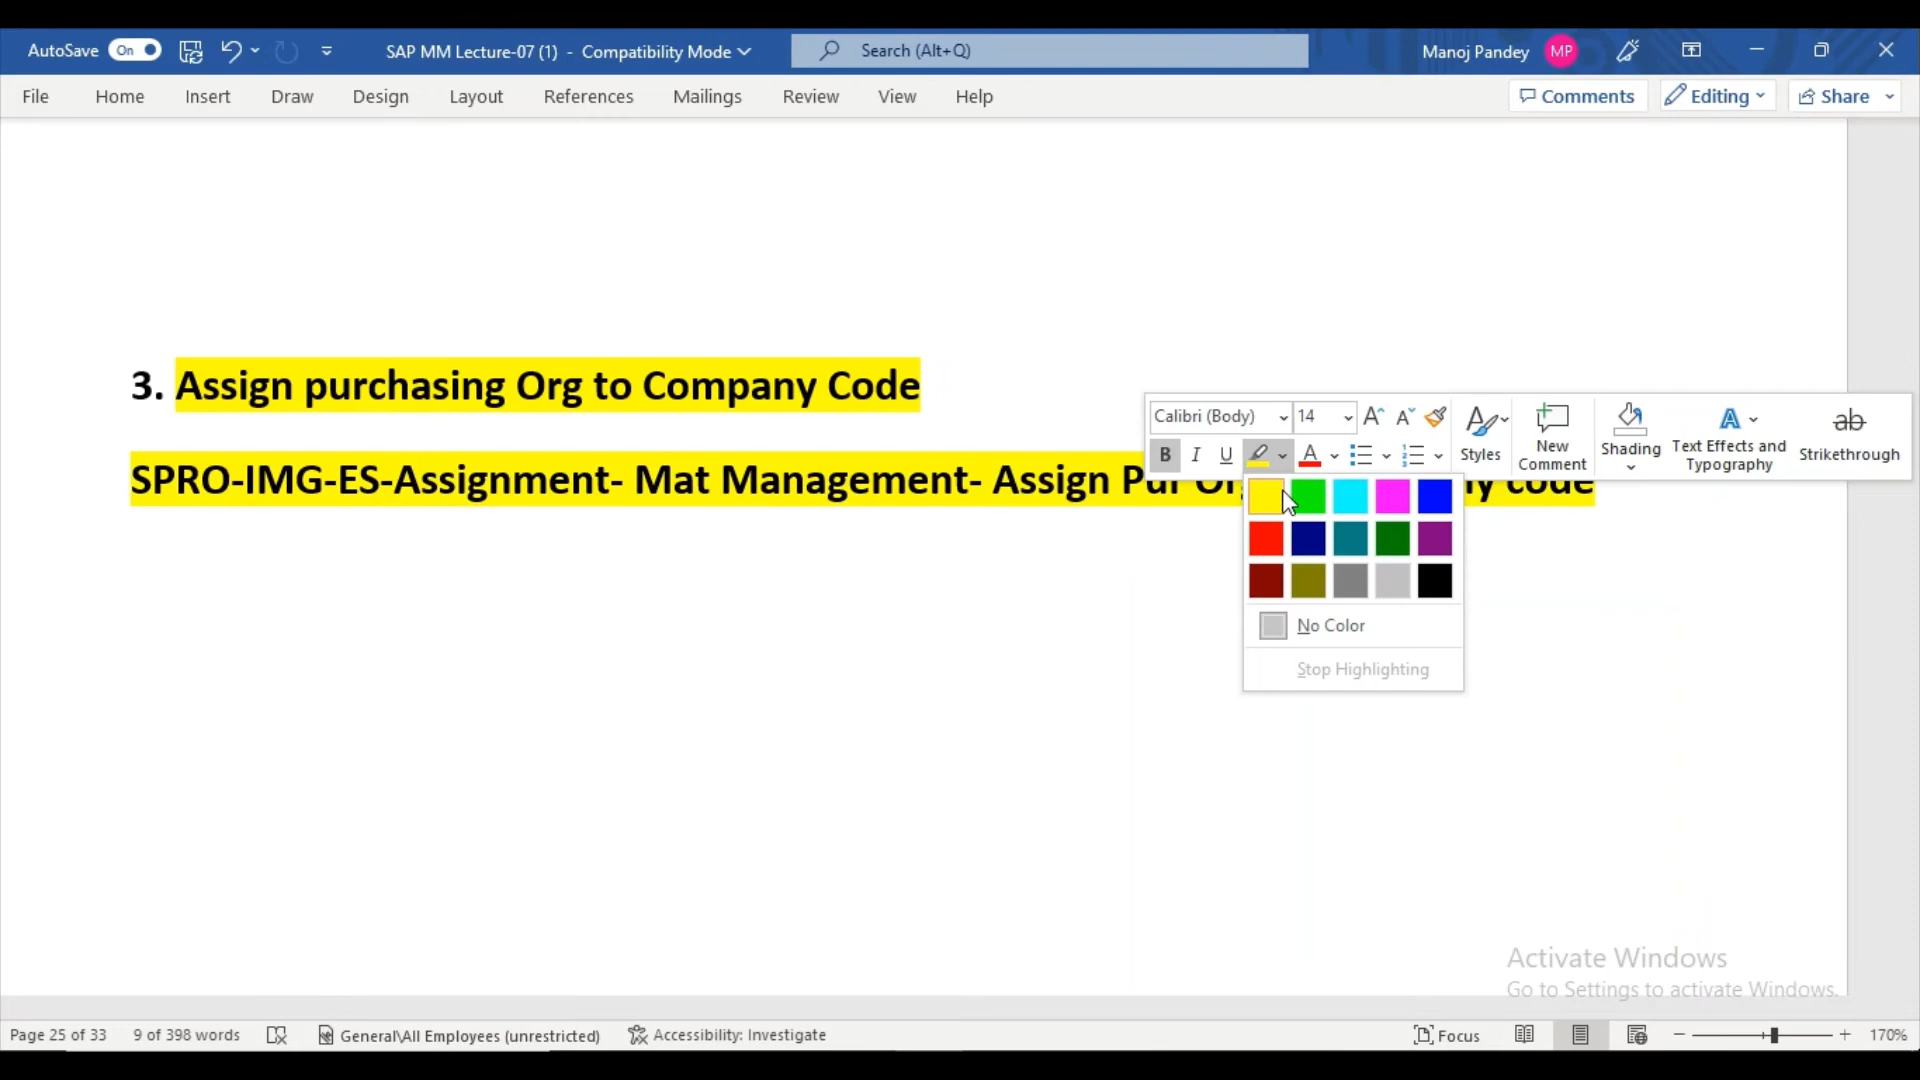 AutoSave On SAP MM Lecture-07 (1) - Compatibility Mode Search (Alt+Q) Manoj Pandey MP
File Home Insert Draw Design Layout References Mailings Review View Help Comments Editing Share
3. Assign purchasing Org to Company Code
SPRO-IMG-ES-Assignment- Mat Management- Assign Pur code
Calibri (Body) 14
B I U A Styles New Comment Shading Text Effects and Typography ab Strikethrough
No Color
Stop Highlighting
Activate Windows
Go to Settings to activate Windows.
Page 25 of 33 9 of 398 words General\All Employees (unrestricted) Accessibility: Investigate Focus 170%